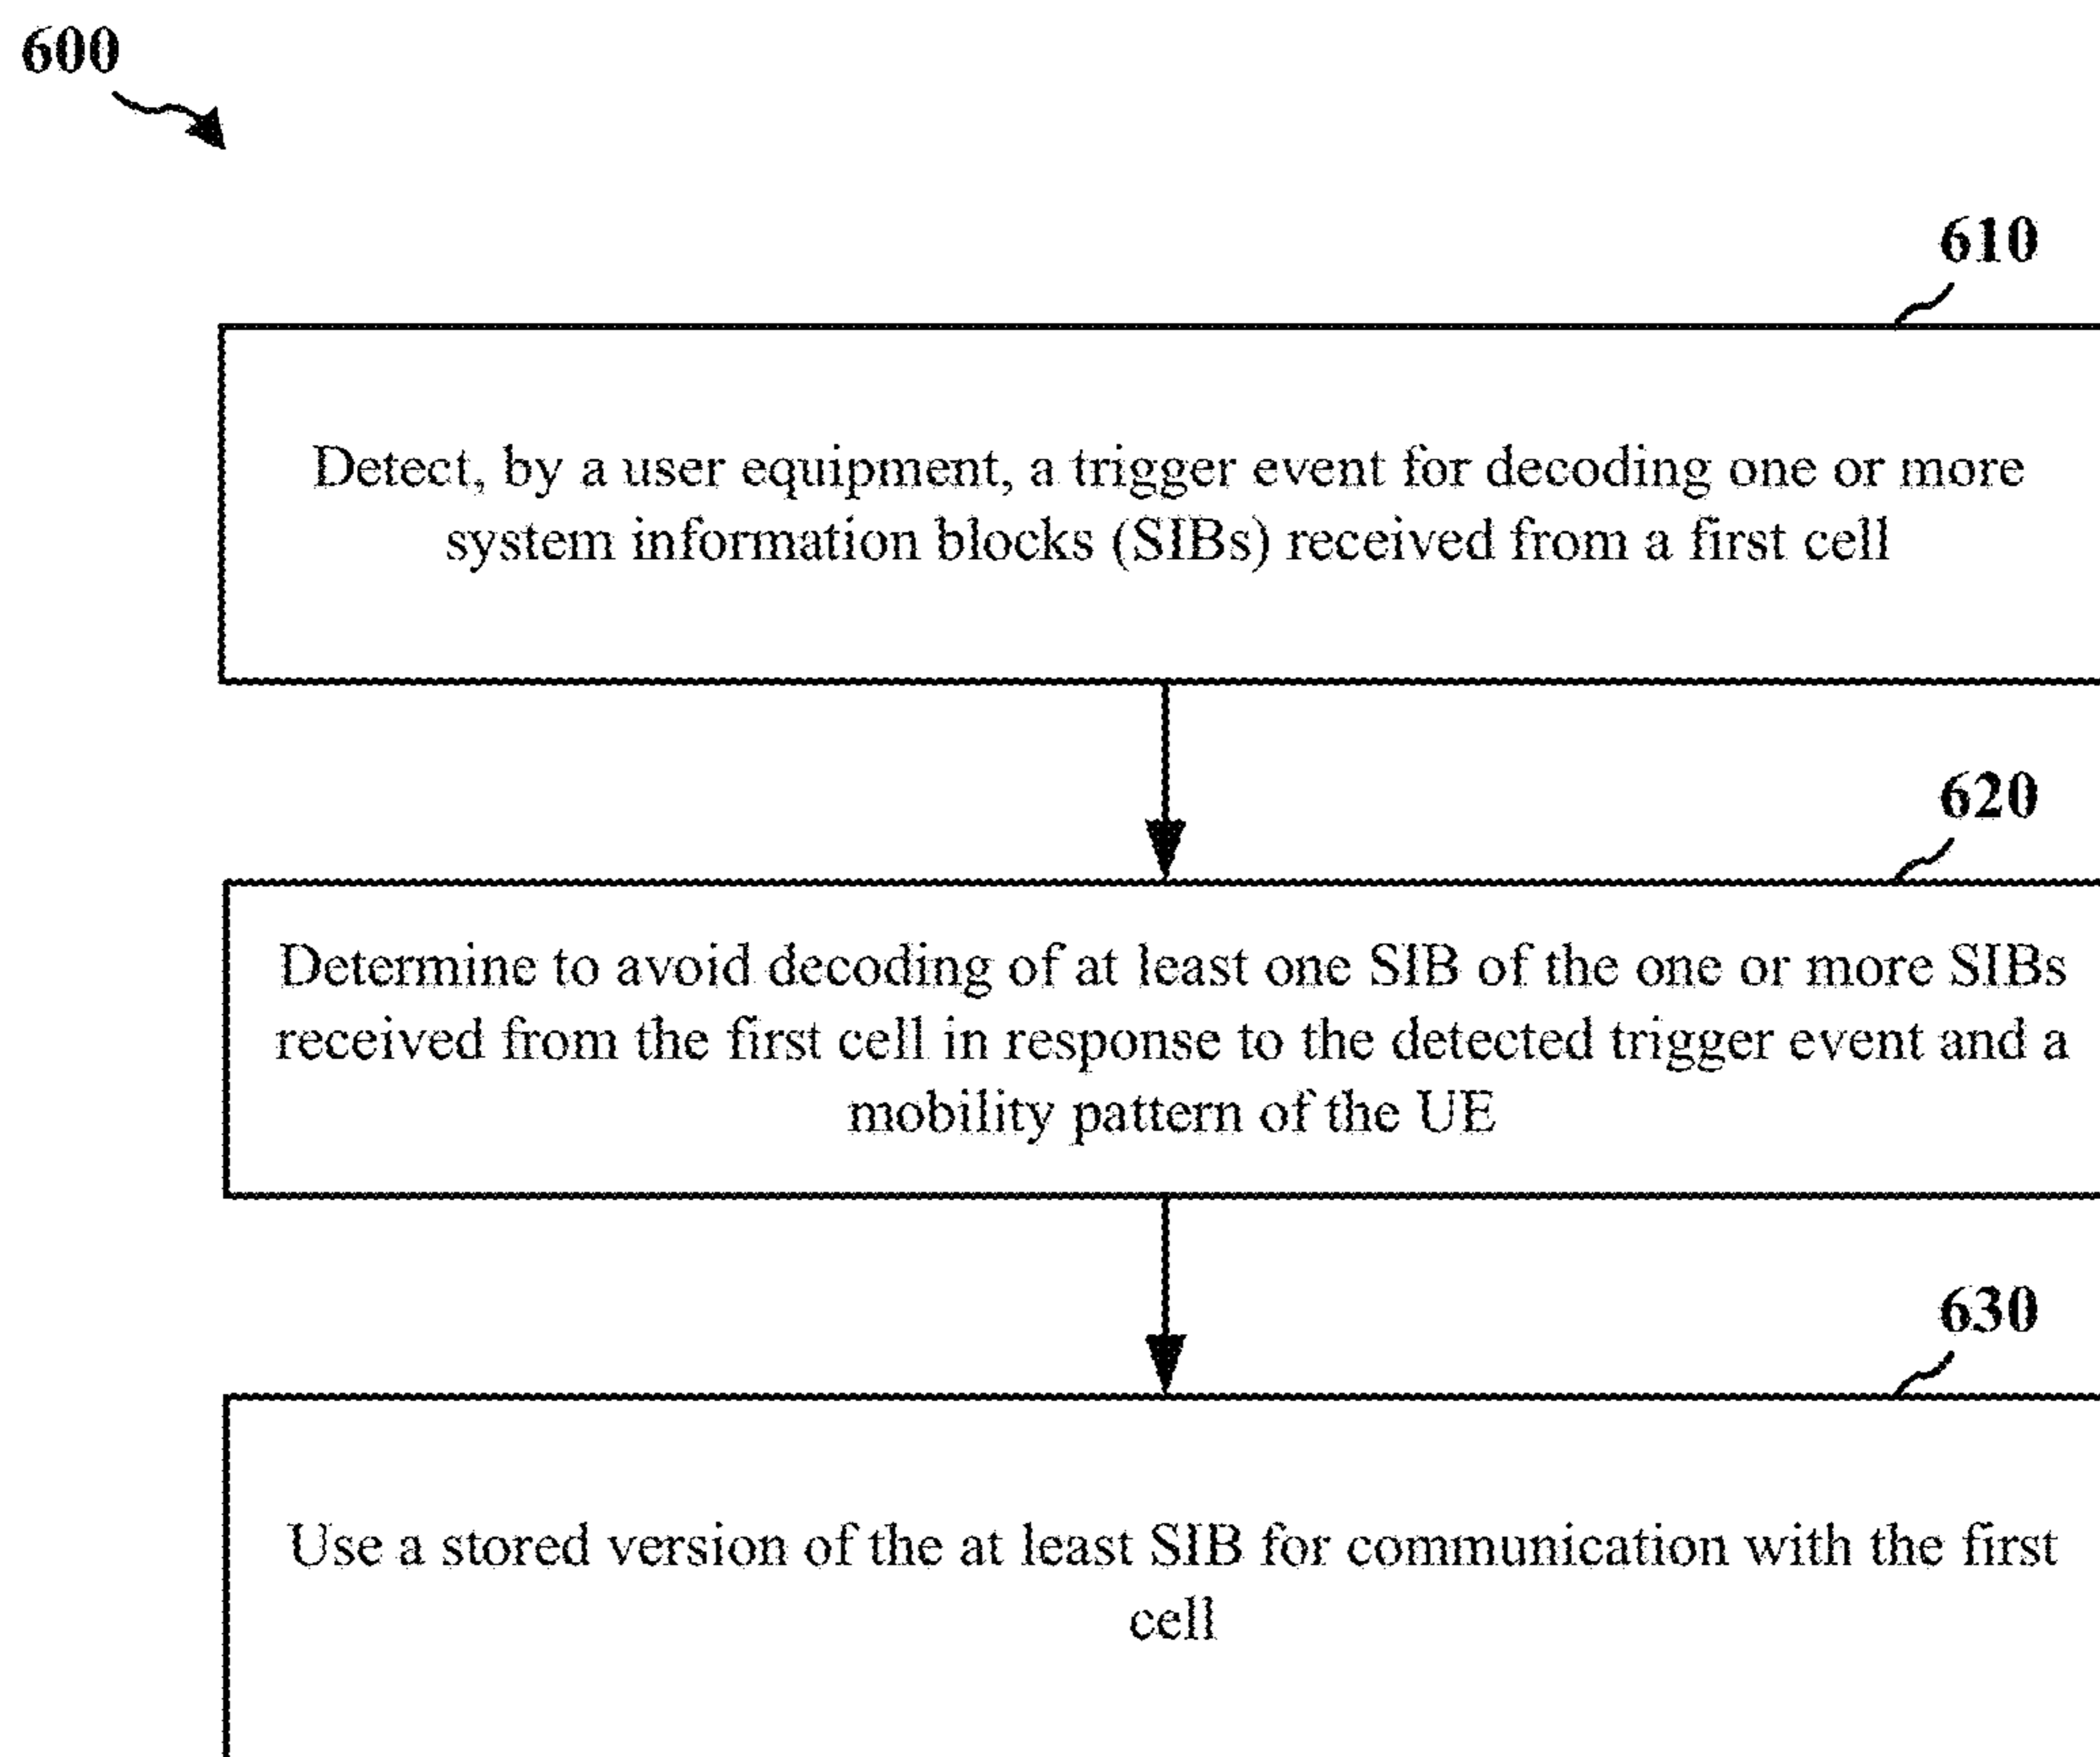 600
610
Detect, by a user equipment, a trigger event for decoding one or more
system information blocks (SIBs) received from a first cell
620
Determine to avoid decoding of at least one SIB of the one or more SIBs
received from the first cell in response to the detected trigger event and a
mobility pattern of the UE
630
Use a stored version of the at least SIB for communication with the first
cell